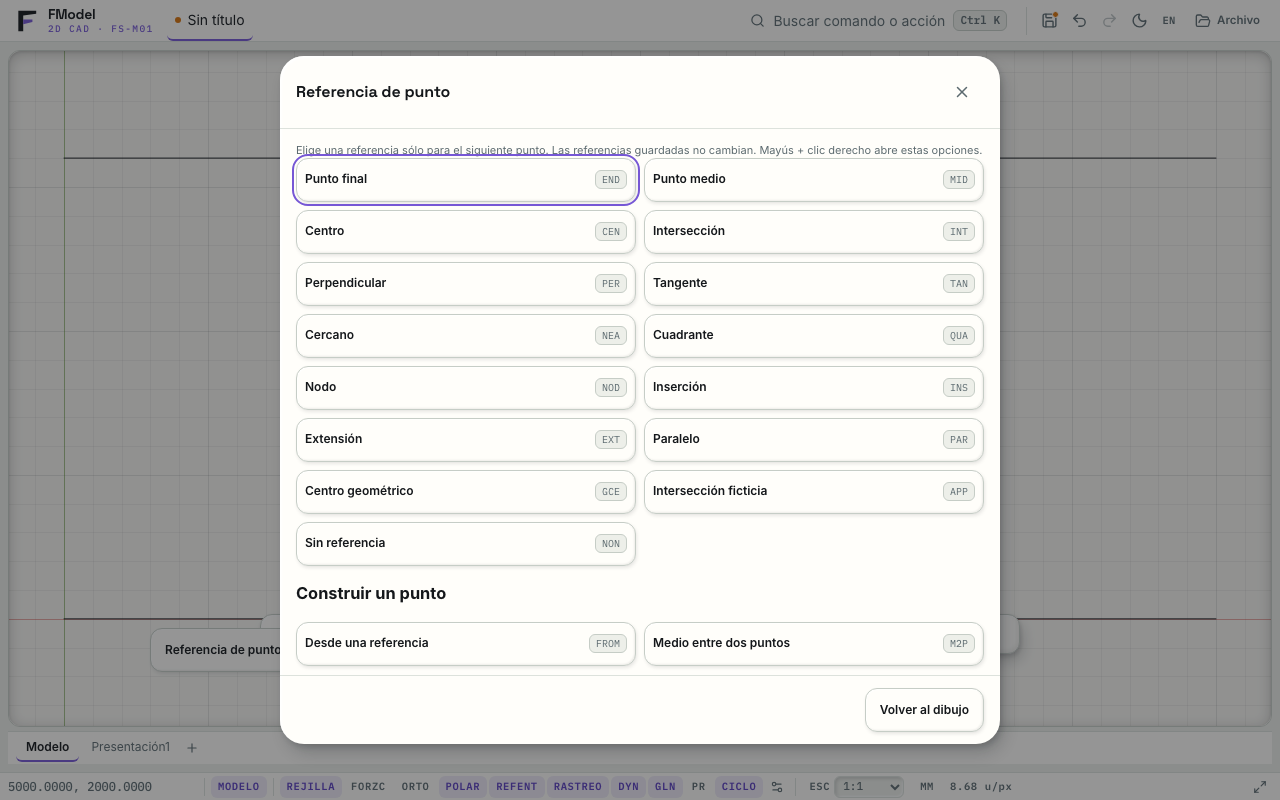 FModel
2D CAD · FS-M01
Sin título
Buscar comando o acción
Ctrl K
EN
Archivo
Referencia de punto
Elige una referencia sólo para el siguiente punto. Las referencias guardadas no cambian. Mayús + clic derecho abre estas opciones.
Punto final END
Punto medio MID
Centro CEN
Intersección INT
Perpendicular PER
Tangente TAN
Cercano NEA
Cuadrante QUA
Nodo NOD
Inserción INS
Extensión EXT
Paralelo PAR
Centro geométrico GCE
Intersección ficticia APP
Sin referencia NON
Construir un punto
Desde una referencia FROM
Medio entre dos puntos M2P
Referencia de punto
Volver al dibujo
Modelo
Presentación1
+
5000.0000, 2000.0000
MODELO
REJILLA
FORZC
ORTO
POLAR
REFENT
RASTREO
DYN
GLN
PR
CICLO
ESC
1:1
MM
8.68 u/px